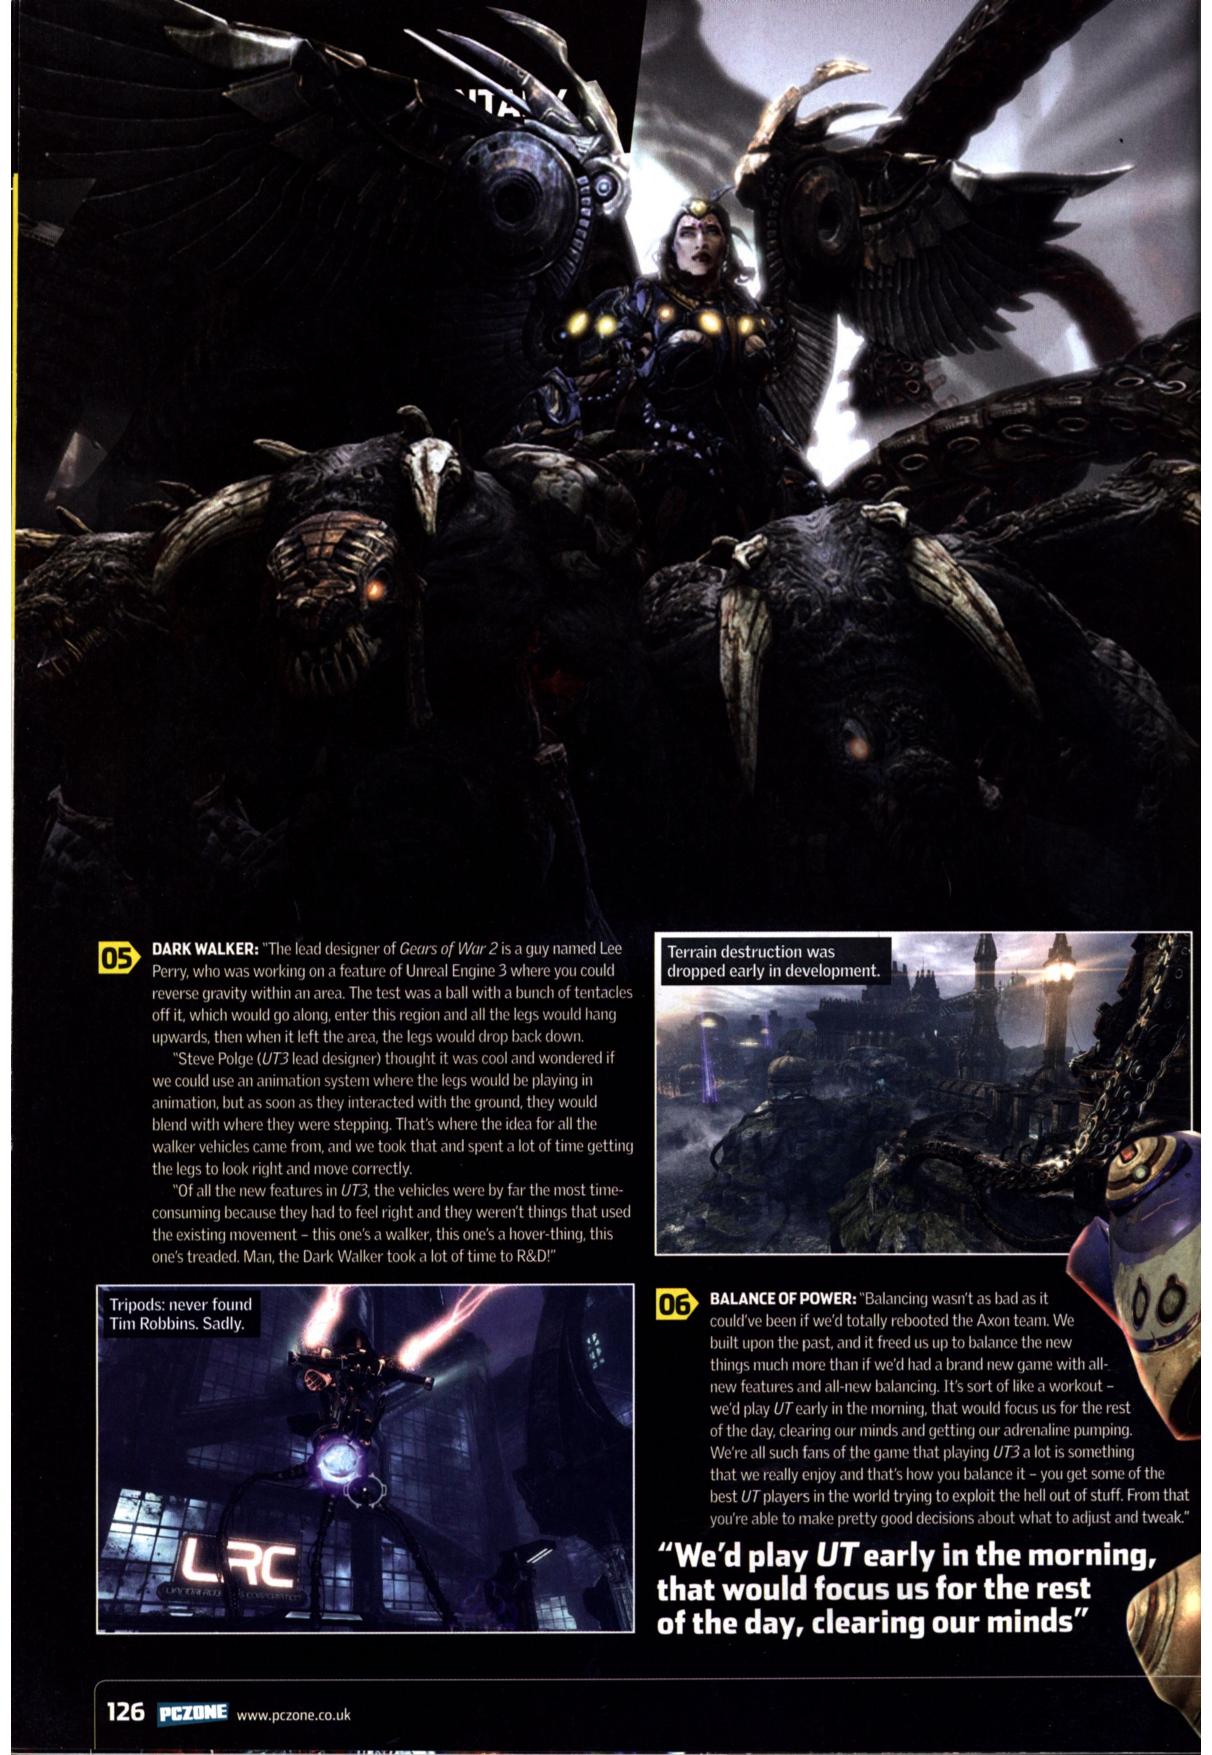 05 DARK WALKER: "The lead designer of Gears of War 2 is a guy named Lee
Perry, who was working on a feature of Unreal Engine 3 where you could
reverse gravity within an area. The test was a ball with a bunch of tentacles
off it, which would go along, enter this region and all the legs would hang
upwards, then when it left the area, the legs would drop back down.
"Steve Polge (UT3 lead designer) thought it was cool and wondered if
we could use an animation system where the legs would be playing in
animation, but as soon as they interacted with the ground, they would
blend with where they were stepping. That's where the idea for all the
walker vehicles came from, and we took that and spent a lot of time getting
the legs to look right and move correctly.
"Of all the new features in UT3, the vehicles were by far the most time-
consuming because they had to feel right and they weren't things that used
the existing movement – this one's a walker, this one's a hover-thing, this
one's treaded. Man, the Dark Walker took a lot of time to R&D!"
Tripods: never found
Tim Robbins. Sadly.
LRC
Terrain destruction was
dropped early in development.
06 BALANCE OF POWER: "Balancing wasn't as bad as it
could've been if we'd totally rebooted the Axon team. We
built upon the past, and it freed us up to balance the new
things much more than if we'd had a brand new game with all-
new features and all-new balancing. It's sort of like a workout –
we'd play UT early in the morning, that would focus us for the rest
of the day, clearing our minds and getting our adrenaline pumping.
We're all such fans of the game that playing UT3 a lot is something
that we really enjoy and that's how you balance it – you get some of the
best UT players in the world trying to exploit the hell out of stuff. From that
you're able to make pretty good decisions about what to adjust and tweak."
"We'd play UT early in the morning,
that would focus us for the rest
of the day, clearing our minds"
126 PCZONE www.pczone.co.uk